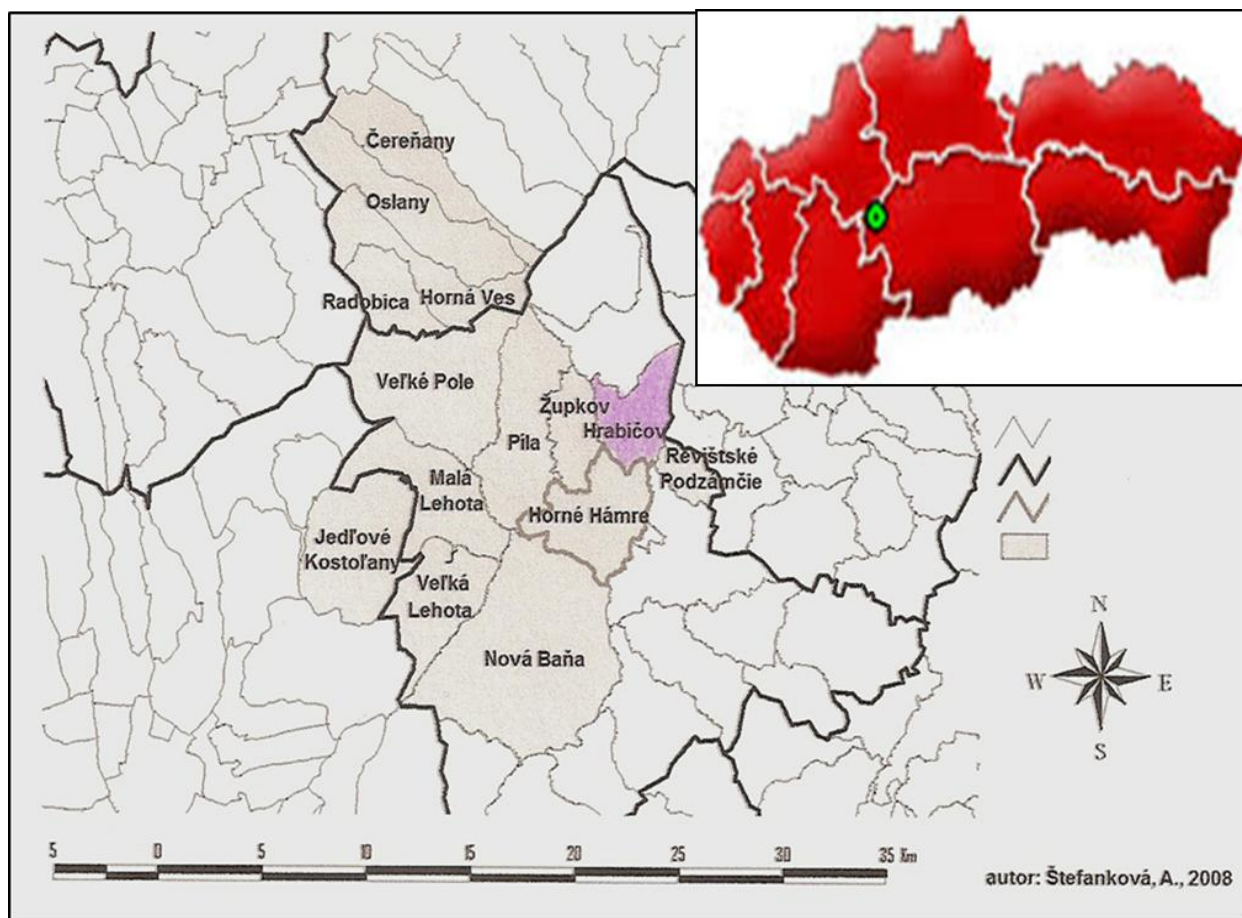 Čereňany
Oslany
Radobica
Horná Ves
Veľké Pole
Župkov
Hrabičov
Píla
Revištské
Podzámčie
Malá
Lehota
Horné Hámre
Jedľové
Kostoľany
Veľká
Lehota
Nová Baňa
N
W
E
S
5 0 5 10 15 20 25 30 35 Km
autor: Štefanková, A., 2008